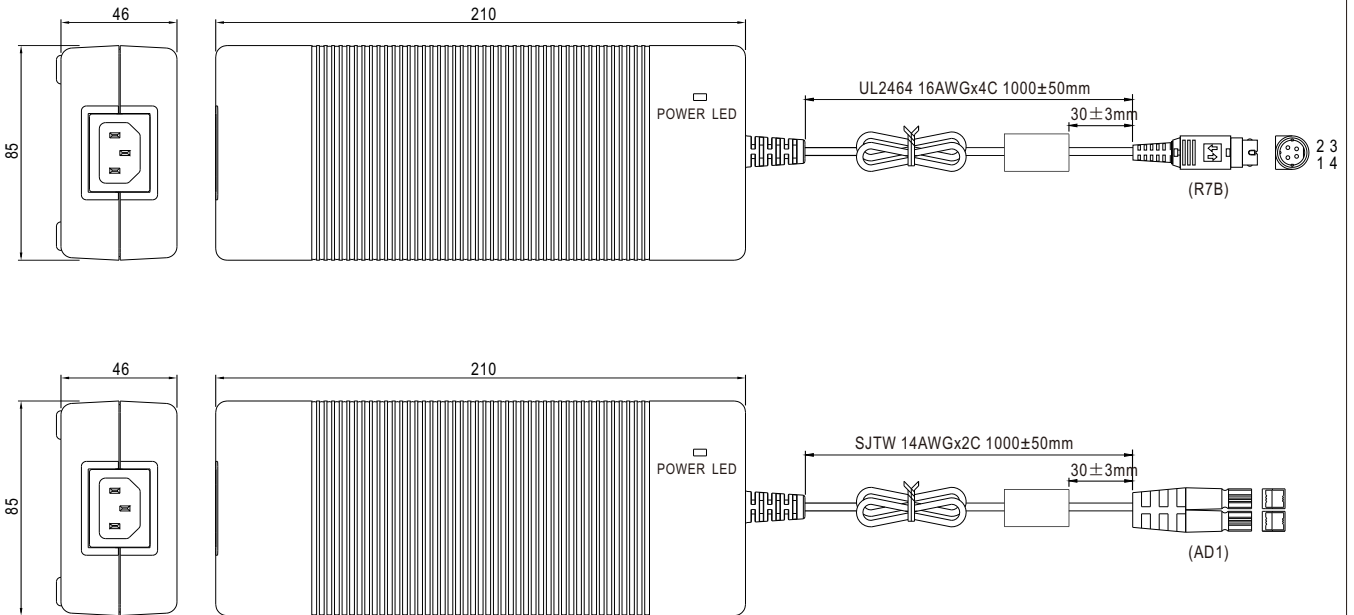 46
210
85
POWER LED
UL2464 16AWGx4C 1000±50mm
30±3mm
2 3
1 4
(R7B)
46
210
85
POWER LED
SJTW 14AWGx2C 1000±50mm
30±3mm
(AD1)